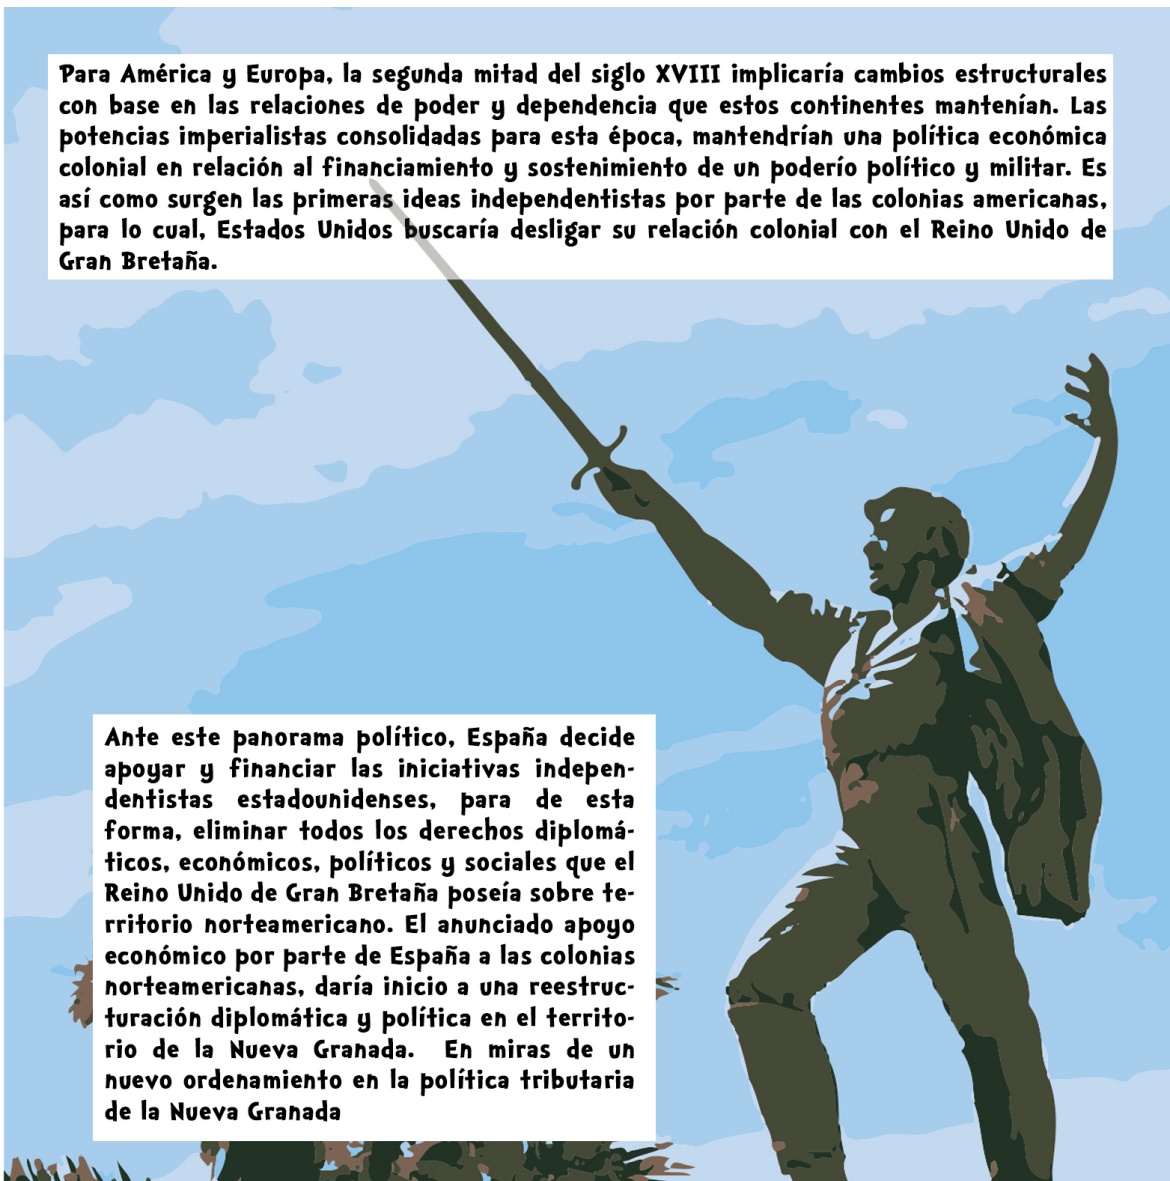 Para América y Europa, la segunda mitad del siglo XVIII implicaría cambios estructurales
con base en las relaciones de poder y dependencia que estos continentes mantenían. Las
potencias imperialistas consolidadas para esta época, mantendrían una política económica
colonial en relación al financiamiento y sostenimiento de un poderío político y militar. Es
así como surgen las primeras ideas independentistas por parte de las colonias americanas,
para lo cual, Estados Unidos buscaría desligar su relación colonial con el Reino Unido de
Gran Bretaña.
Ante este panorama político, España decide
apoyar y financiar las iniciativas indepen-
dentistas estadounidenses, para de esta
forma, eliminar todos los derechos diplomá-
ticos, económicos, políticos y sociales que el
Reino Unido de Gran Bretaña poseía sobre te-
rritorio norteamericano. El anunciado apoyo
económico por parte de España a las colonias
norteamericanas, daría inicio a una reestruc-
turación diplomática y política en el territo-
rio de la Nueva Granada.  En miras de un
nuevo ordenamiento en la política tributaria
de la Nueva Granada